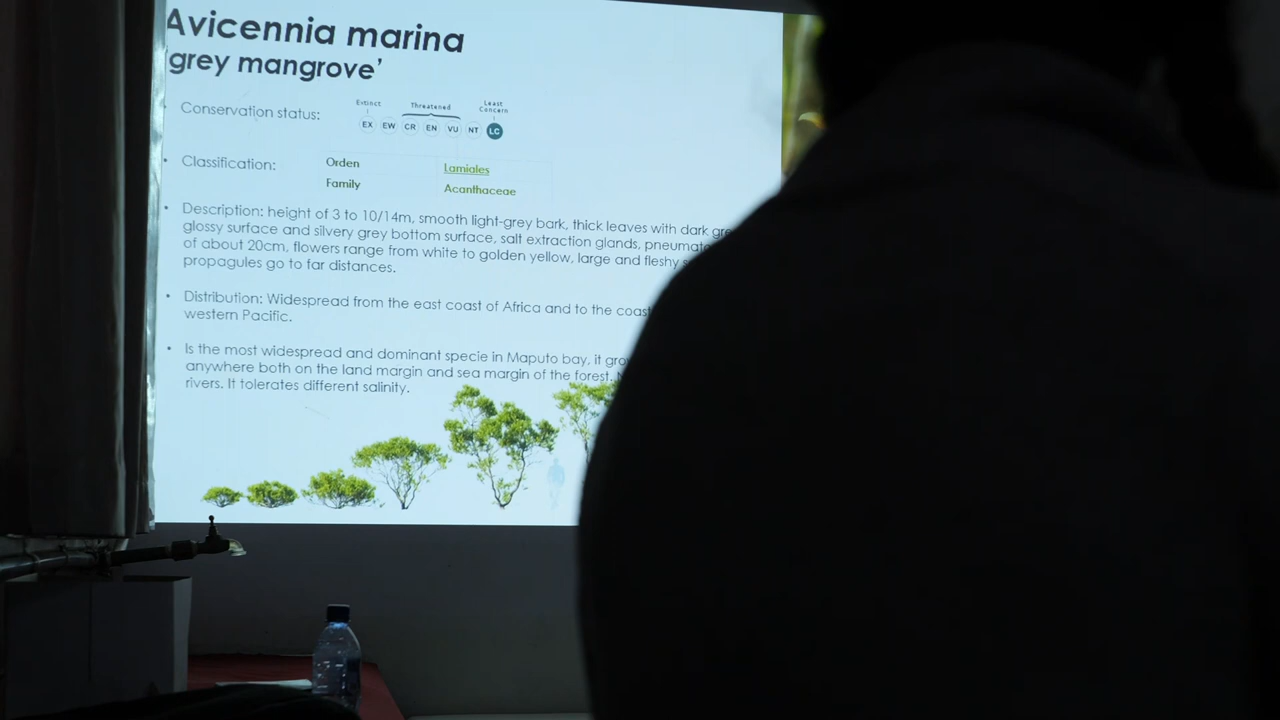 Avicennia marina
'grey mangrove'
Conservation status:
Extinct Threatened Least Concern
EX EW CR EN VU NT LC
Classification:
Orden Lamiales
Family Acanthaceae
Description: height of 3 to 10/14m, smooth light-grey bark, thick leaves with dark
glossy surface and silvery grey bottom surface, salt extraction glands,
of about 20cm, flowers range from white to golden yellow, large and fleshy
propagules go to far distances.
Distribution: Widespread from the east coast of Africa and to the coast
western Pacific.
Is the most widespread and dominant specie in Maputo bay, it
anywhere both on the land margin and sea margin of the forest.
rivers. It tolerates different salinity.